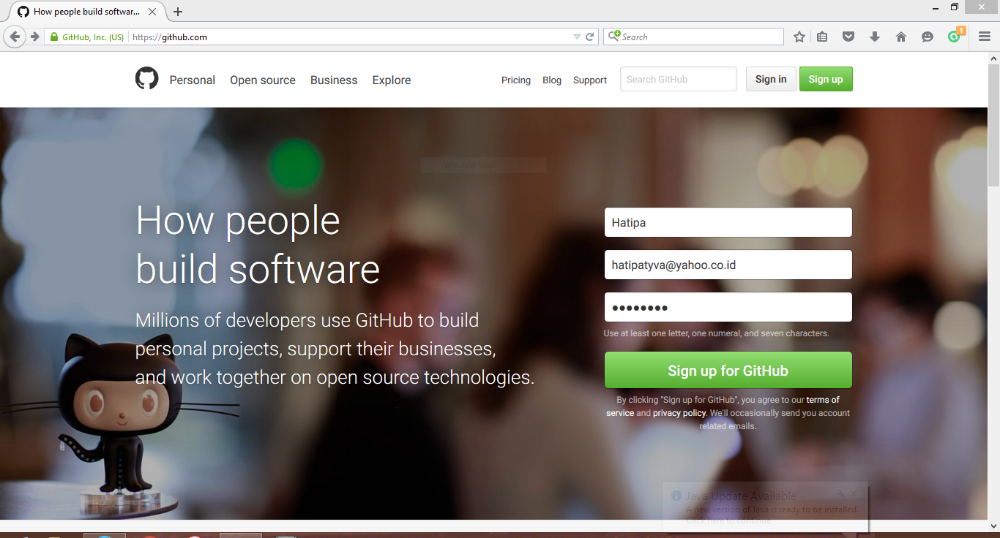 How people build softwar...
GitHub, Inc. (US)
https://github.com
Search
1
Personal
Open source
Business
Explore
Pricing
Blog
Support
Search GitHub
Sign in
Sign up
Window Snip
How people
build software
Millions of developers use GitHub to build
personal projects, support their businesses,
and work together on open source technologies.
Hatipa
hatipatyva@yahoo.co.id
●●●●●●●●
Use at least one letter, one numeral, and seven characters.
Sign up for GitHub
By clicking "Sign up for GitHub", you agree to our terms of
service and privacy policy. We'll occasionally send you account
related emails.
Java Update Available
A new version of Java is ready to be installed.
Click here to continue.